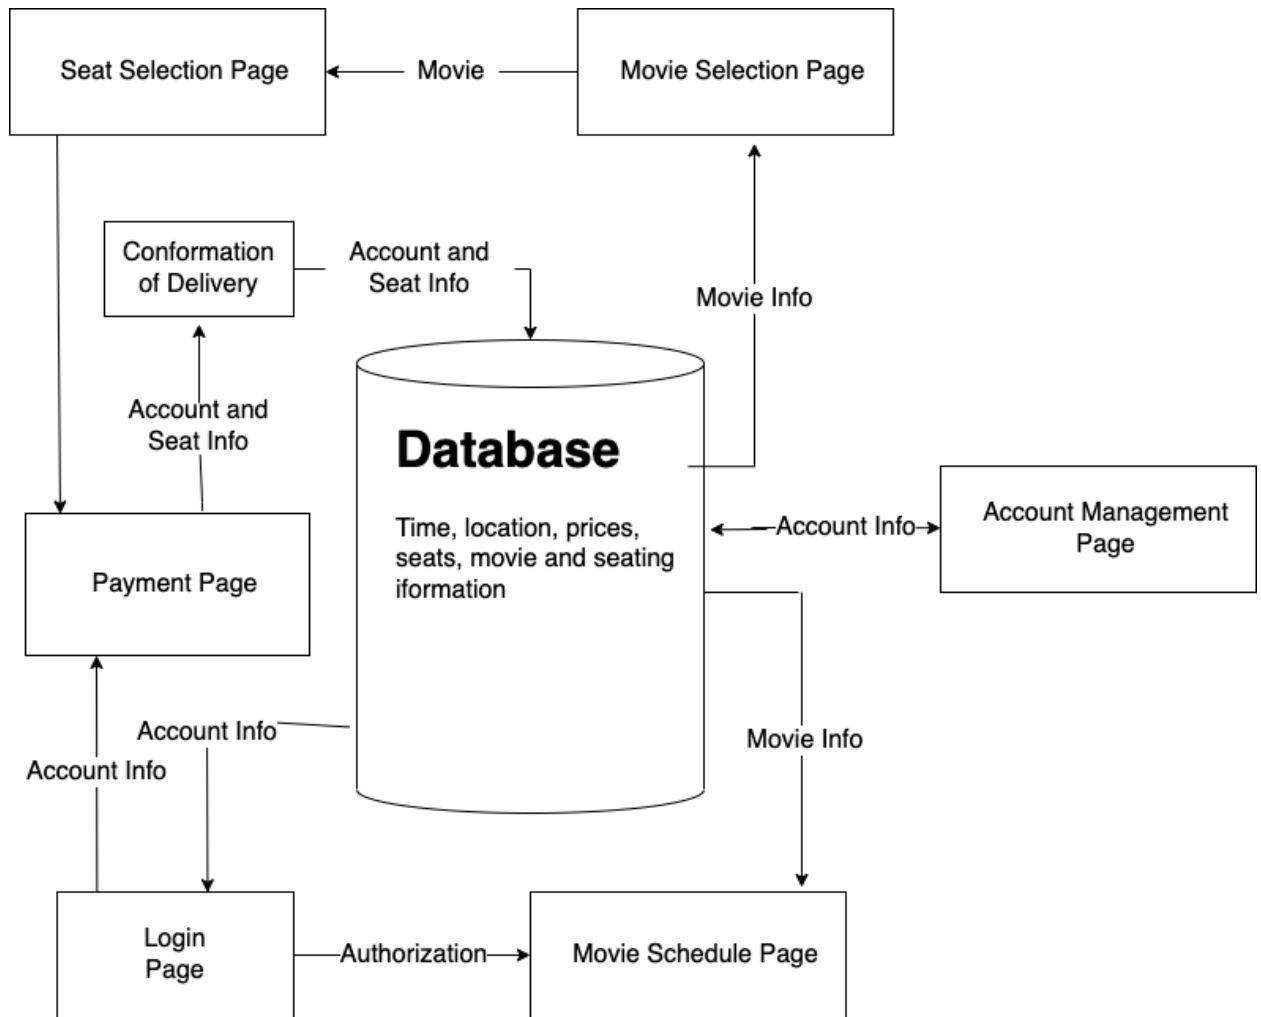 Seat Selection Page
Movie
Movie Selection Page
Conformation
of Delivery
Account and
Seat Info
Movie Info
Account and
Seat Info
Database
Time, location, prices,
seats, movie and seating
iformation
Account Info
Account Management
Page
Payment Page
Account Info
Account Info
Movie Info
Login
Page
Authorization
Movie Schedule Page